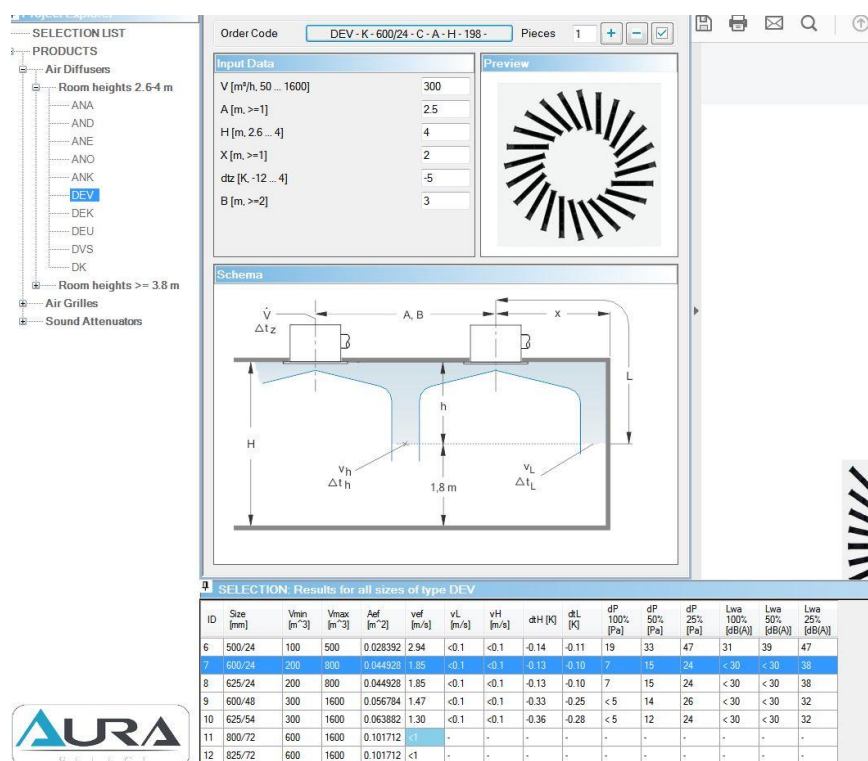 SELECTION LIST
PRODUCTS
Air Diffusers
Room heights 2.6-4 m
ANA
AND
ANE
ANO
ANK
DEV
DEK
DEU
DVS
DK
Room heights >= 3.8 m
Air Grilles
Sound Attenuators
Order Code DEV - K - 600/24 - C - A - H - 198 - Pieces 1 + -
Input Data
V [m³/h, 50 ... 1600] 300
A [m, >=1] 2.5
H [m, 2.6 ... 4] 4
X [m, >=1] 2
dtz [K, -12 ... 4] -5
B [m, >=2] 3
Preview
Schema
V̇ A, B x
Δtz
L
h
H
vh vL
Δth 1,8 m ΔtL
SELECTION: Results for all sizes of type DEV
ID Size [mm] Vmin [m^3] Vmax [m^3] Aef [m^2] vef [m/s] vL [m/s] vH [m/s] dtH [K] dtL [K] dP 100% [Pa] dP 50% [Pa] dP 25% [Pa] Lwa 100% [dB(A)] Lwa 50% [dB(A)] Lwa 25% [dB(A)]
6 500/24 100 500 0.028392 2.94 <0.1 <0.1 -0.14 -0.11 19 33 47 31 39 47
7 600/24 200 800 0.044928 1.85 <0.1 <0.1 -0.13 -0.10 7 15 24 < 30 < 30 38
8 625/24 200 800 0.044928 1.85 <0.1 <0.1 -0.13 -0.10 7 15 24 < 30 < 30 38
9 600/48 300 1600 0.056784 1.47 <0.1 <0.1 -0.33 -0.25 < 5 14 26 < 30 < 30 32
10 625/54 300 1600 0.063882 1.30 <0.1 <0.1 -0.36 -0.28 < 5 12 24 < 30 < 30 32
11 800/72 600 1600 0.101712 <1 - - - - - - - - - -
12 825/72 600 1600 0.101712 <1 - - - - - - - - - -
AURA